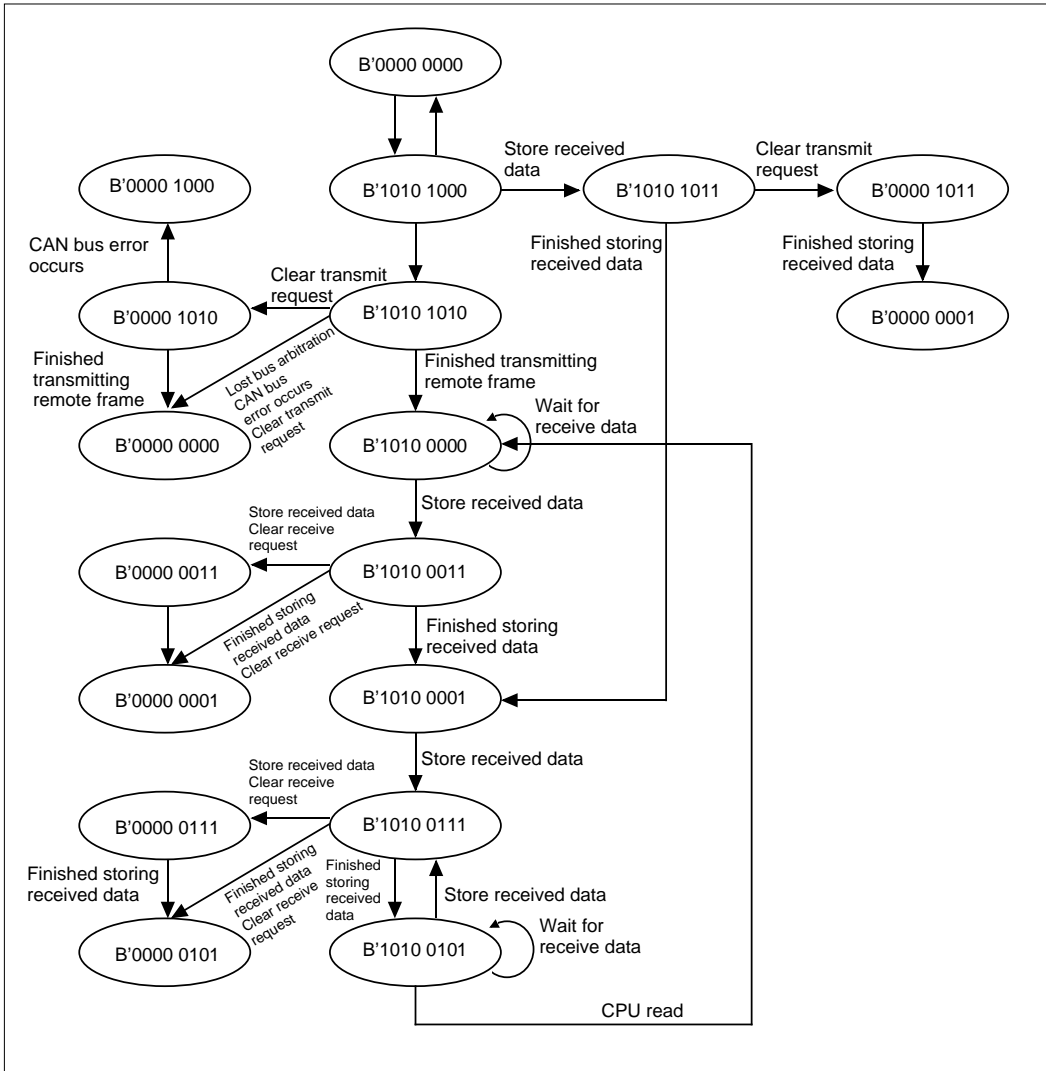 B'0000 0000
Store received
data
Clear transmit
request
B'0000 1000
B'1010 1000
B'1010 1011
B'0000 1011
CAN bus error
occurs
Finished storing
received data
Finished storing
received data
Clear transmit
request
B'0000 1010
B'1010 1010
B'0000 0001
Finished
transmitting
remote frame
Lost bus arbitration
CAN bus
error occurs
Clear transmit
request
Finished transmitting
remote frame
Wait for
receive data
B'0000 0000
B'1010 0000
Store received data
Store received data
Clear receive
request
B'0000 0011
B'1010 0011
Finished storing
received data
Clear receive request
Finished storing
received data
B'0000 0001
B'1010 0001
Store received data
Store received data
Clear receive
request
B'0000 0111
B'1010 0111
Finished storing
received data
Finished storing
received data
Clear receive
request
Finished
storing
received
data
Store received data
Wait for
receive data
B'0000 0101
B'1010 0101
CPU read